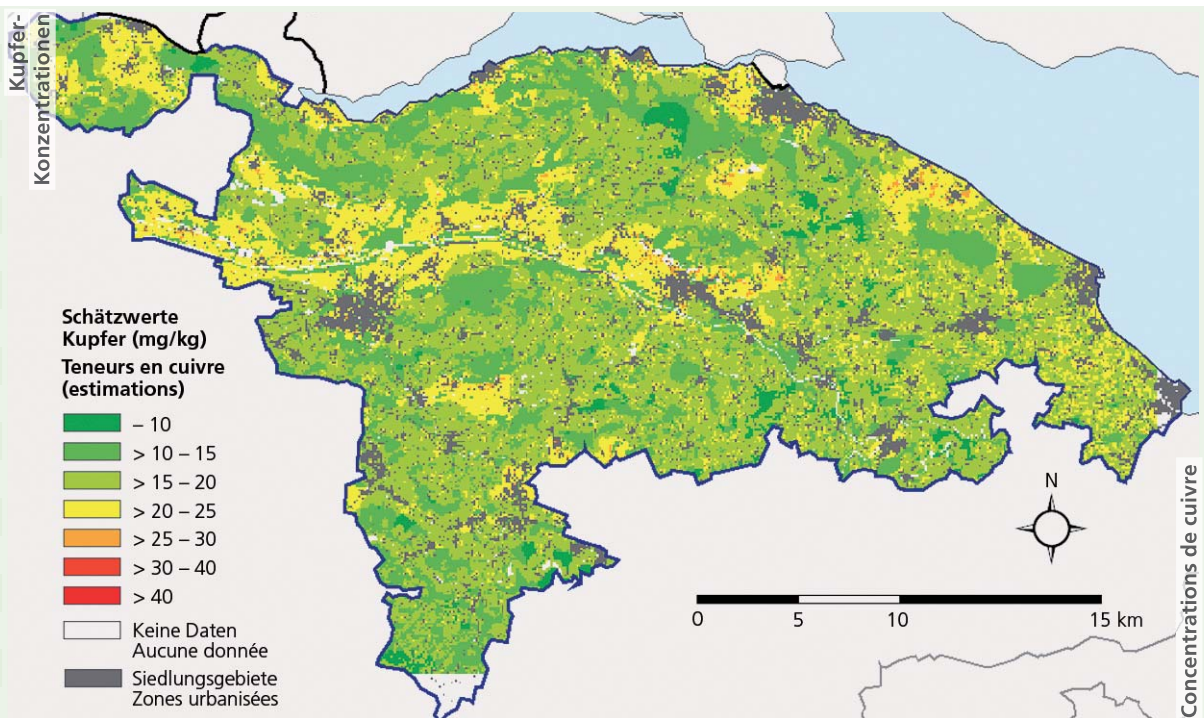 Kupfer-
Konzentrationen
Schätzwerte
Kupfer (mg/kg)
Teneurs en cuivre
(estimations)
– 10
> 10 – 15
> 15 – 20
> 20 – 25
> 25 – 30
> 30 – 40
> 40
Keine Daten
Aucune donnée
Siedlungsgebiete
Zones urbanisées
N
0 5 10 15 km
Concentrations de cuivre